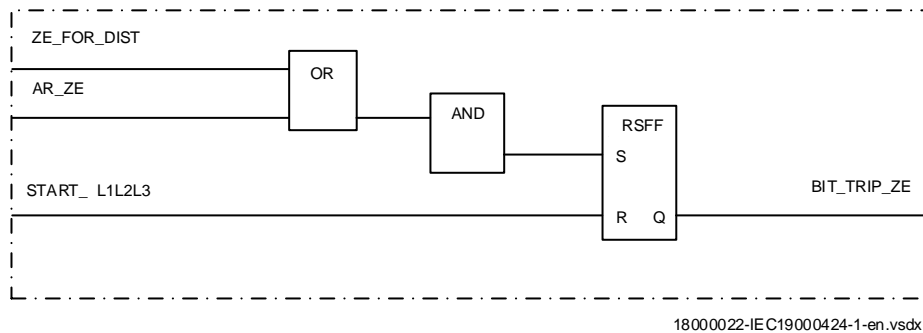 ZE_FOR_DIST
OR
AR_ZE
AND
RSFF
S
START_ L1L2L3
BIT_TRIP_ZE
R Q
18000022-IEC19000424-1-en.vsdx